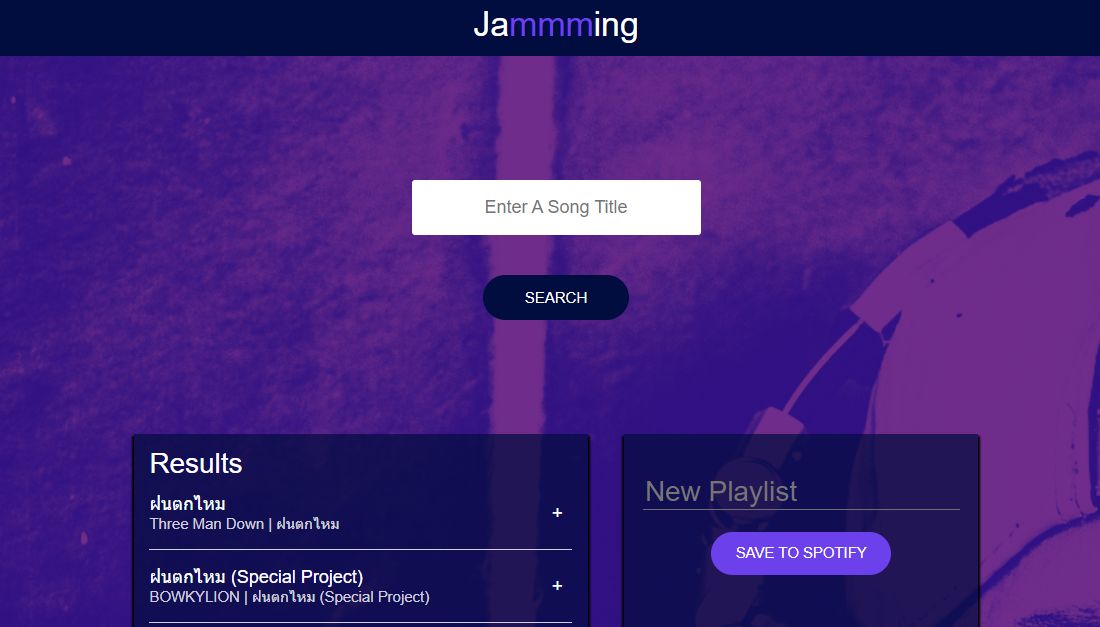 Jammming
Enter A Song Title
SEARCH
Results
ฝนตกไหม
Three Man Down | ฝนตกไหม
+
ฝนตกไหม (Special Project)
BOWKYLION | ฝนตกไหม (Special Project)
+
New Playlist
SAVE TO SPOTIFY